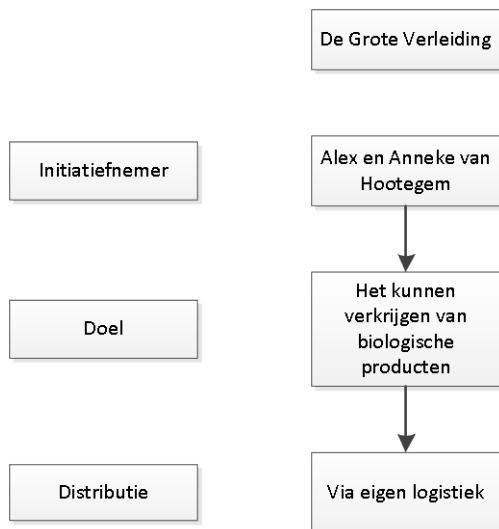 De Grote Verleiding
Initiatiefnemer
Alex en Anneke van
Hootegem
Doel
Het kunnen
verkrijgen van
biologische
producten
Distributie
Via eigen logistiek